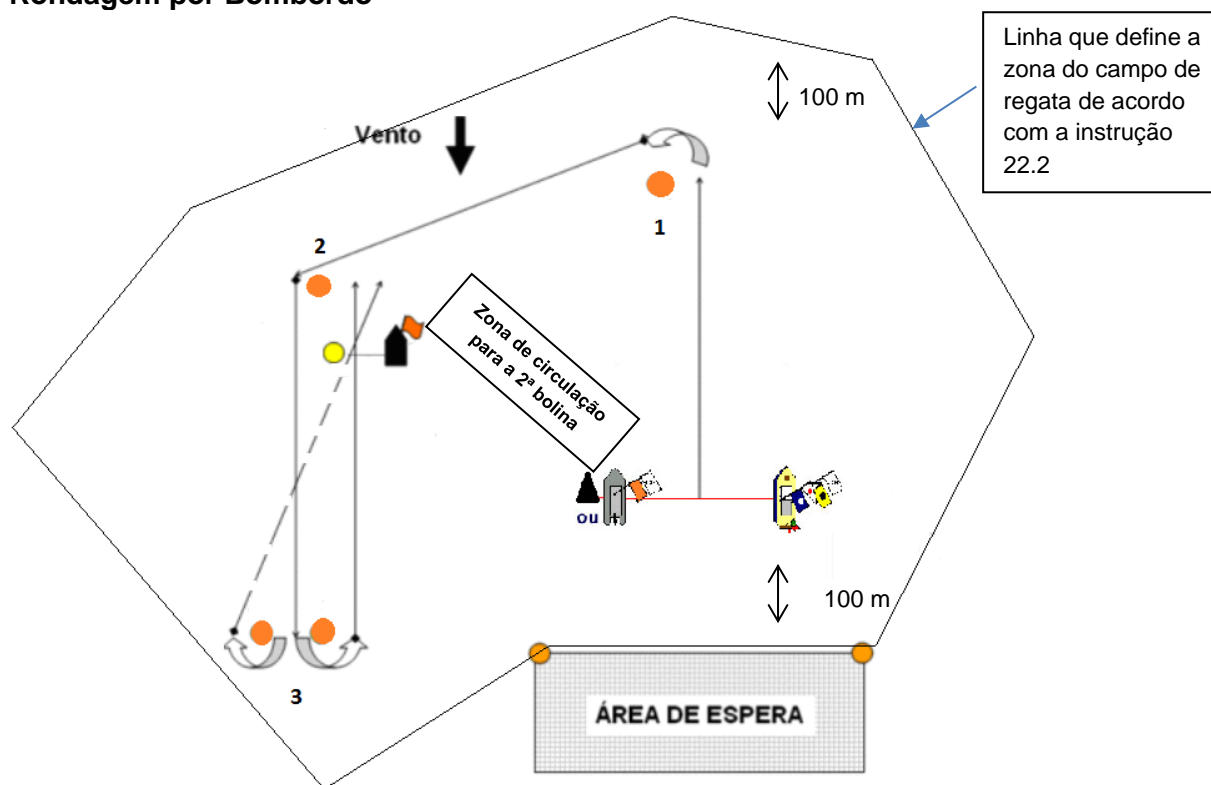 Rondagem por Bombordo
Linha que define a
zona do campo de
regata de acordo
com a instrução
22.2
100 m
Vento
1
2
Zona de circulação
para a 2ª bolina
ou
100 m
3
ÁREA DE ESPERA